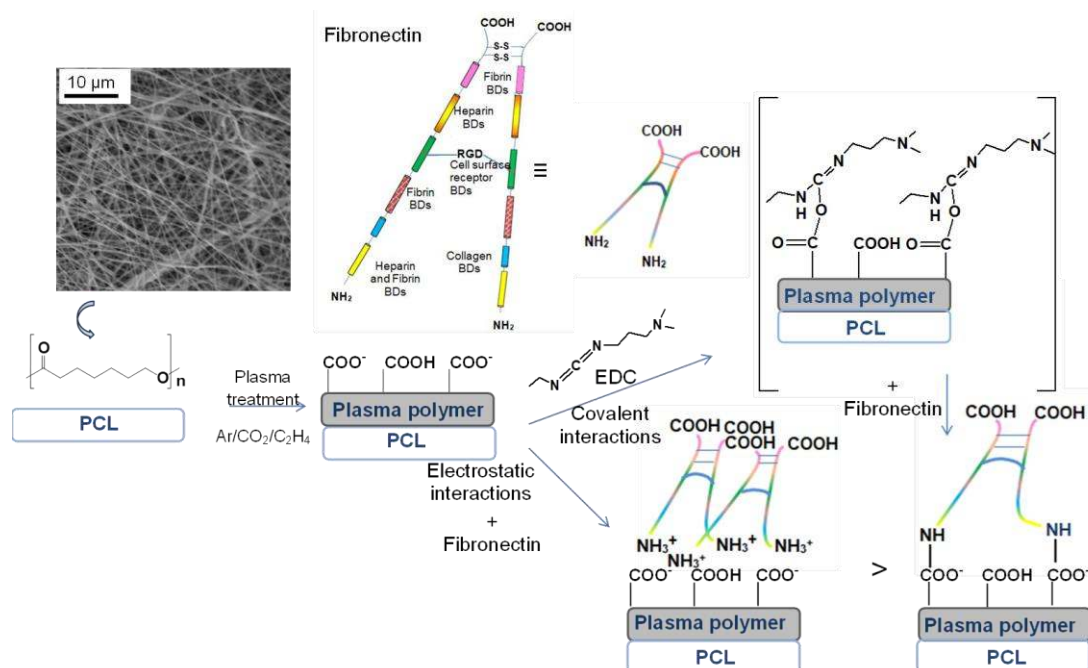 10 µm
Fibronectin
COOH
COOH
S-S
S-S
Fibrin
BDs
Heparin
BDs
RGD
Cell surface
receptor
BDs
Fibrin
BDs
Collagen
BDs
Heparin
and Fibrin
BDs
NH2
NH2
≡
COOH
COOH
NH2
NH2
N
N
C
N
H
O
O
C
COOH
N
N
C
N
H
O
O
C
Plasma polymer
PCL
O
O
n
PCL
Plasma
treatment
Ar/CO2/C2H4
COO-
COOH
COO-
Plasma polymer
PCL
N
N
C
N
EDC
Covalent
interactions
Electrostatic
interactions
+
Fibronectin
+
Fibronectin
COOH
COOH
COOH
COOH
NH3+
NH3+
NH3+
NH3+
COO-
COOH
COO-
Plasma polymer
PCL
>
COOH
COOH
NH
NH
COO-
COOH
COO-
Plasma polymer
PCL